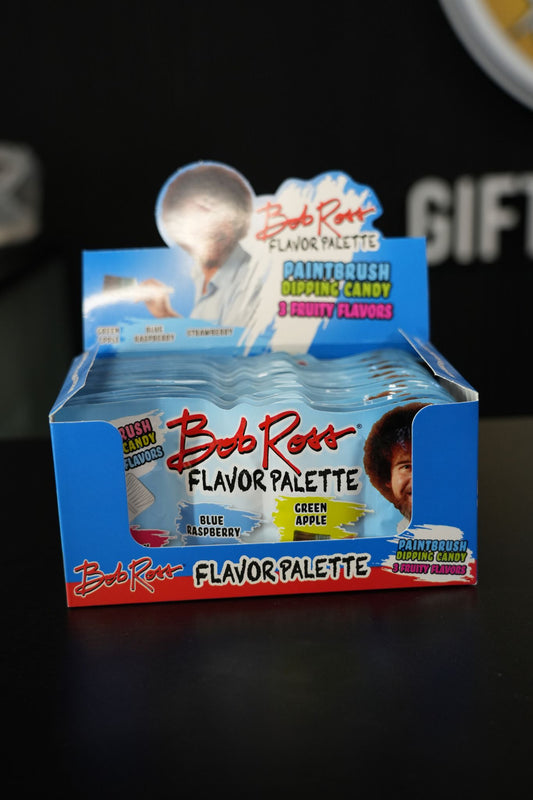 GIFT
Bob Ross
FLAVOR PALETTE
PAINTBRUSH
DIPPING CANDY
3 FRUITY FLAVORS
GREEN
APPLE
BLUE
RASPBERRY
STRAWBERRY
RUSH
CANDY
FLAVORS
Bob Ross®
FLAVOR PALETTE
BLUE
RASPBERRY
GREEN
APPLE
Bob Ross
FLAVOR PALETTE
PAINTBRUSH
DIPPING CANDY
3 FRUITY FLAVORS